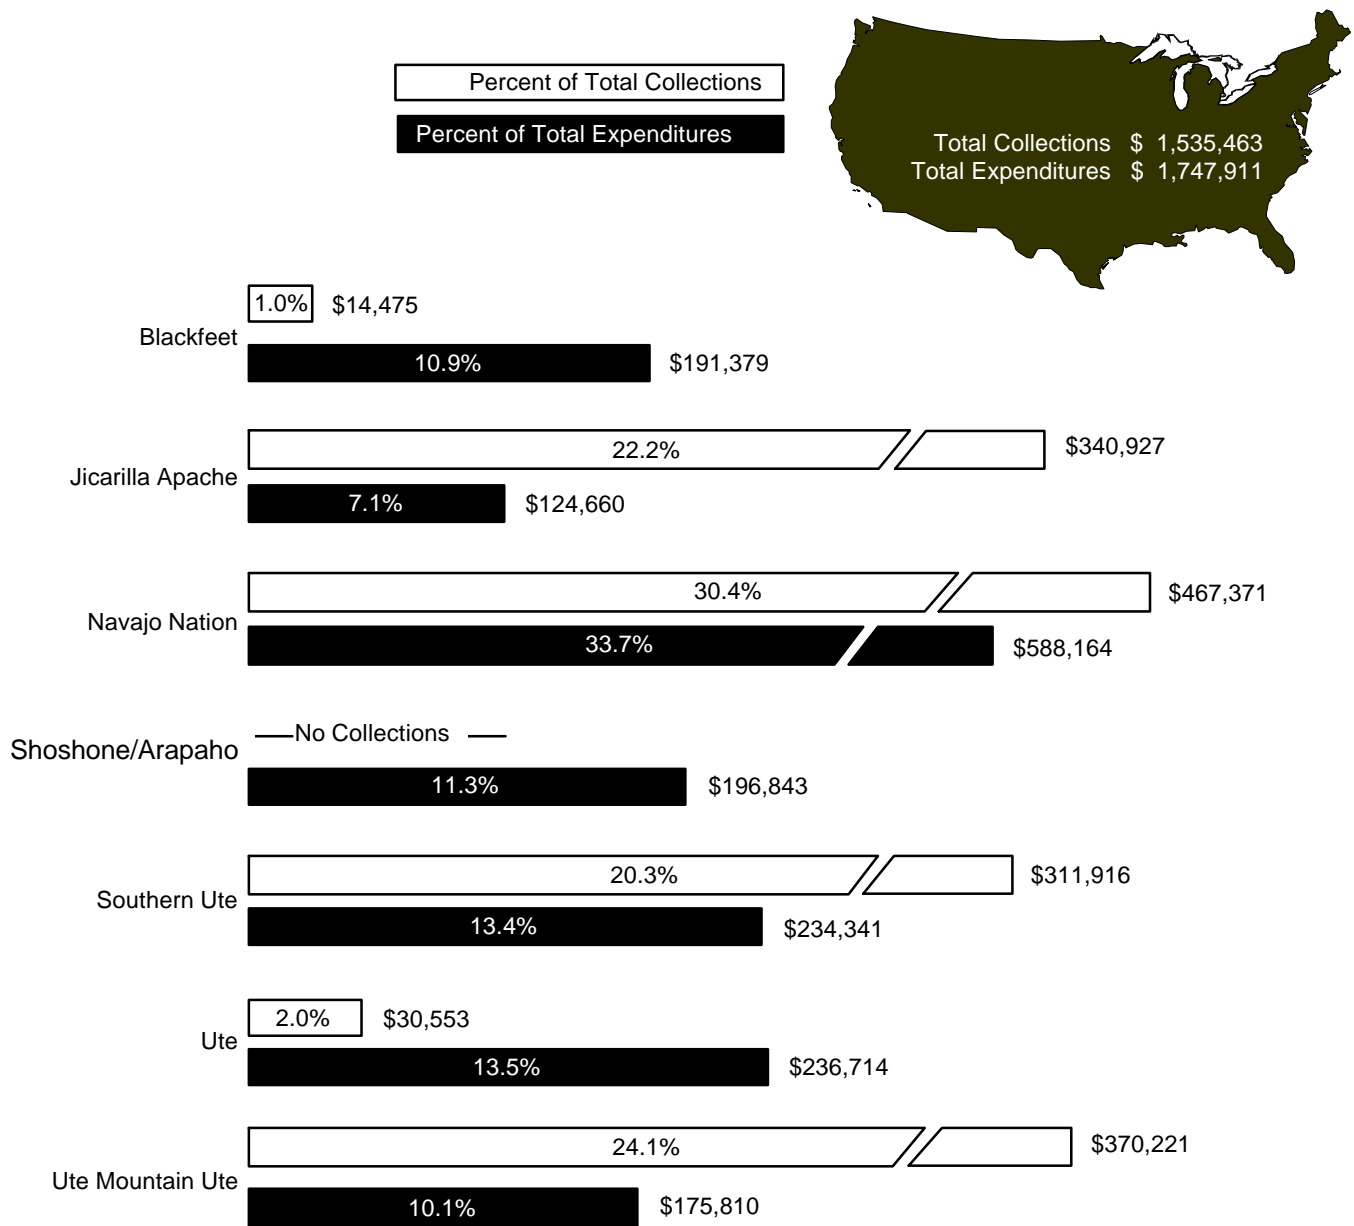 Percent of Total Collections
Percent of Total Expenditures
Total Collections $ 1,535,463
Total Expenditures $ 1,747,911
1.0% $14,475
Blackfeet
10.9% $191,379
22.2% $340,927
Jicarilla Apache
7.1% $124,660
30.4% $467,371
Navajo Nation
33.7% $588,164
No Collections
Shoshone/Arapaho
11.3% $196,843
20.3% $311,916
Southern Ute
13.4% $234,341
2.0% $30,553
Ute
13.5% $236,714
24.1% $370,221
Ute Mountain Ute
10.1% $175,810